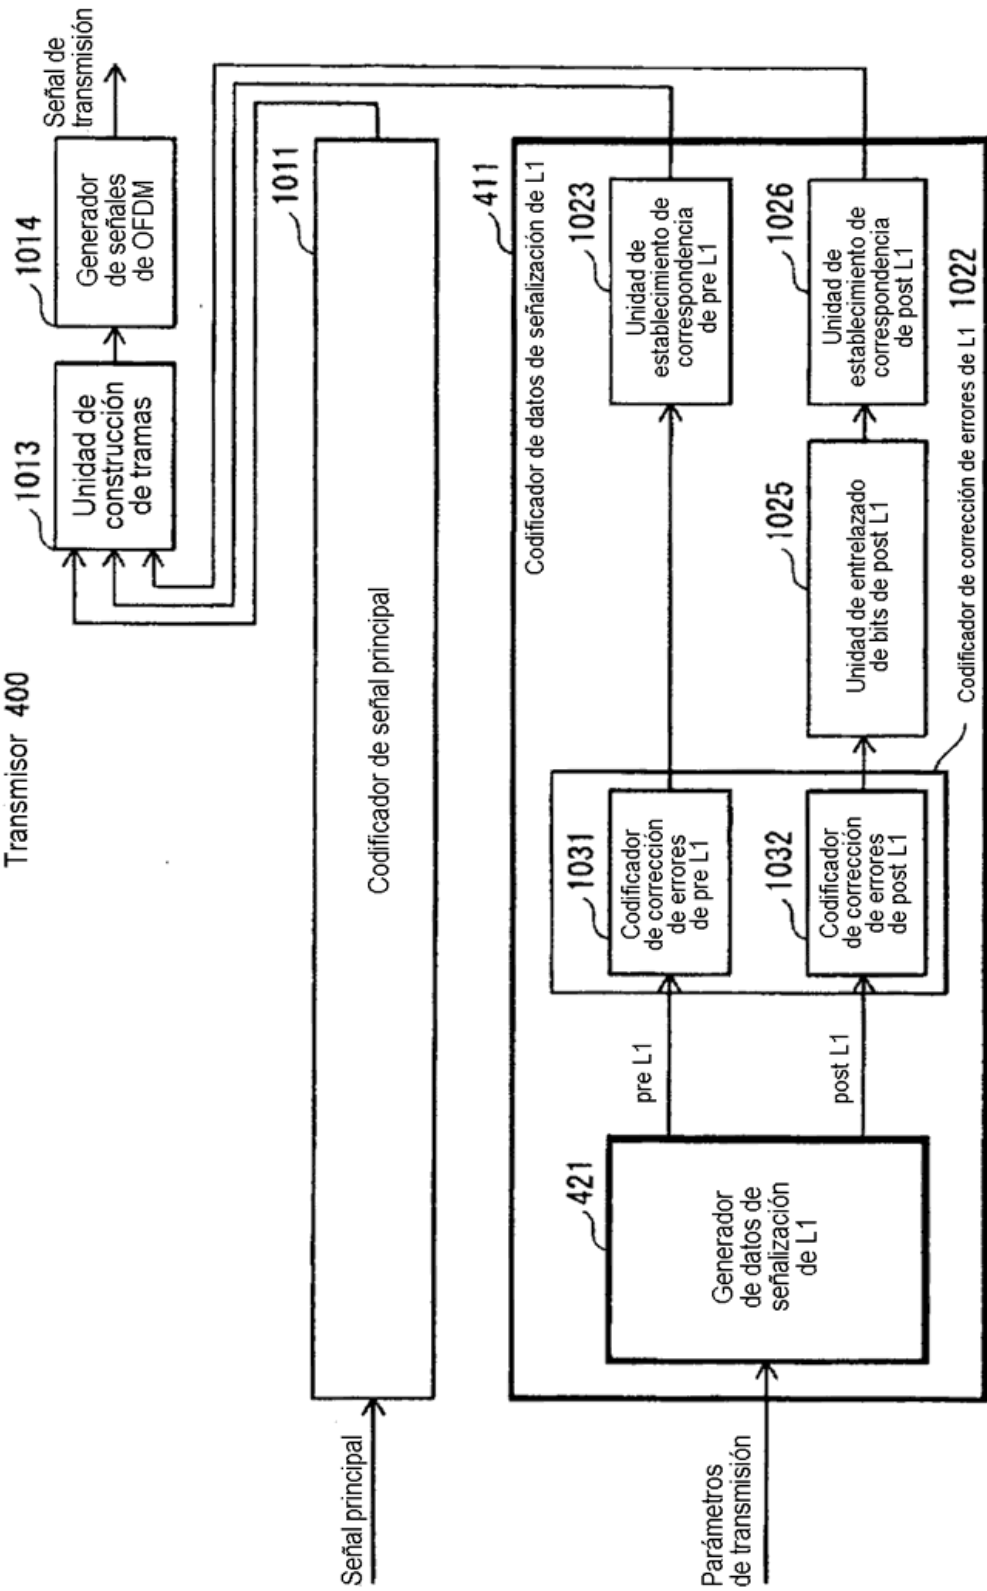 Transmisor 400
Señal principal
Codificador de señal principal
1011
1013
Unidad de
construcción
de tramas
1014
Generador
de señales
de OFDM
Señal de
transmisión
Parámetros
de transmisión
Codificador de datos de señalización de L1
411
421
Generador
de datos de
señalización
de L1
pre L1
post L1
1031
Codificador
de corrección
de errores
de pre L1
1032
Codificador
de corrección
de errores
de post L1
1023
Unidad de
establecimiento de
correspondencia
de pre L1
1025
Unidad de entrelazado
de bits de post L1
1026
Unidad de
establecimiento de
correspondencia
de post L1
Codificador de corrección de errores de L1 1022